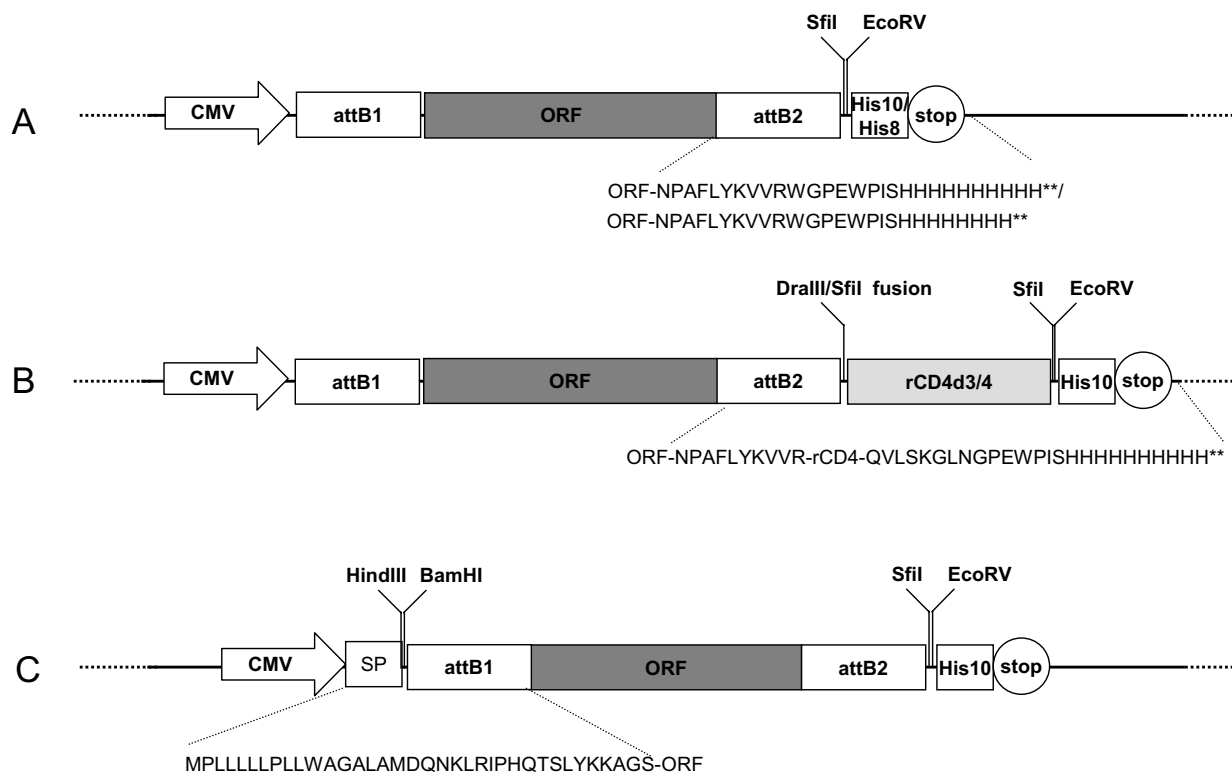 SfiI EcoRV
A
CMV
attB1
ORF
attB2
His10/
His8
stop
ORF-NPAFLYKVVRWGPEWPISHHHHHHHHHH**/
ORF-NPAFLYKVVRWGPEWPISHHHHHHHH**
DraIII/SfiI fusion
SfiI EcoRV
B
CMV
attB1
ORF
attB2
rCD4d3/4
His10
stop
ORF-NPAFLYKVVR-rCD4-QVLSKGLNGPEWPISHHHHHHHHHH**
HindIII BamHI
SfiI EcoRV
C
CMV
SP
attB1
ORF
attB2
His10
stop
MPLLLLLPLLWAGALAMDQNKLRIPHQTSLYKKAGS-ORF